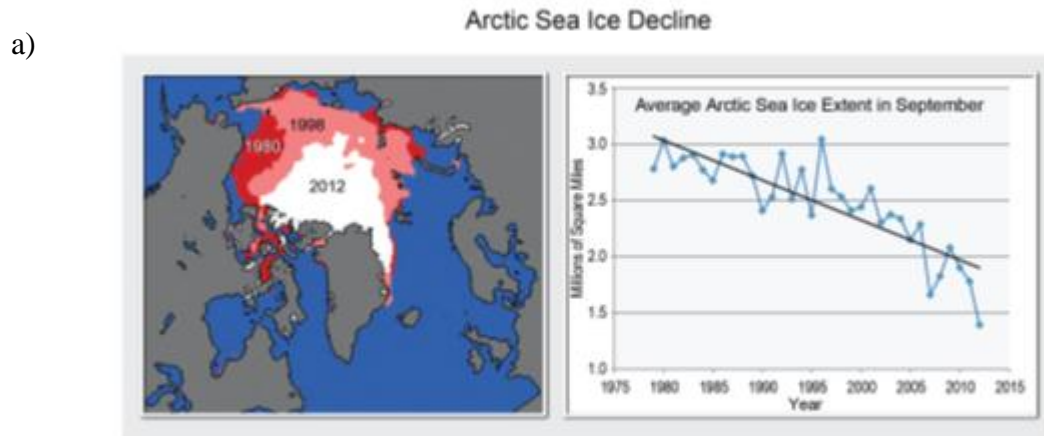 Arctic Sea Ice Decline
a)
1998
1980
2012
Average Arctic Sea Ice Extent in September
Millions of Square Miles
3.5
3.0
2.5
2.0
1.5
1.0
1975 1980 1985 1990 1995 2000 2005 2010 2015
Year